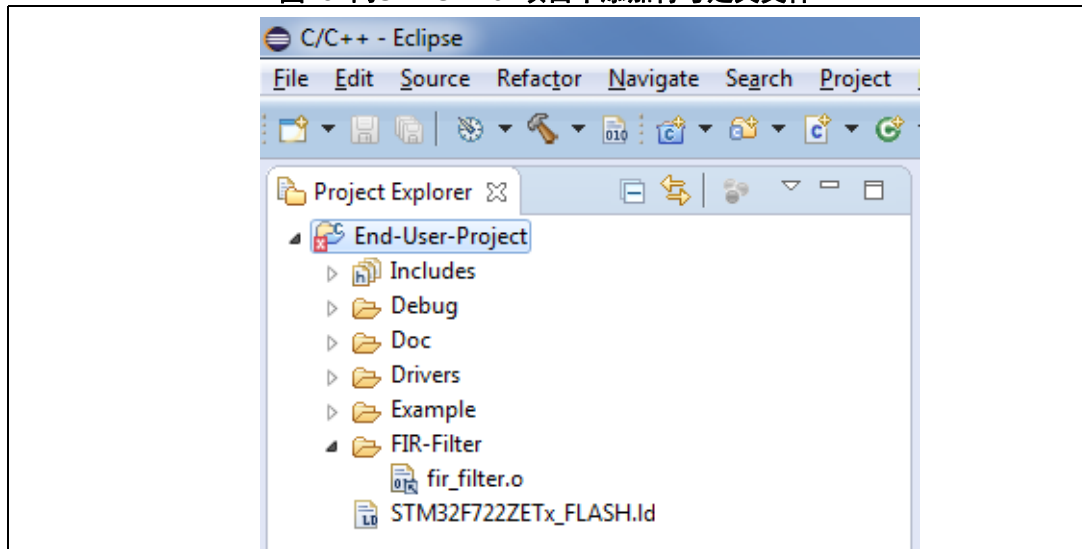 C/C++ - Eclipse
File Edit Source Refactor Navigate Search Project
Project Explorer
End-User-Project
Includes
Debug
Doc
Drivers
Example
FIR-Filter
fir_filter.o
STM32F722ZETx_FLASH.ld